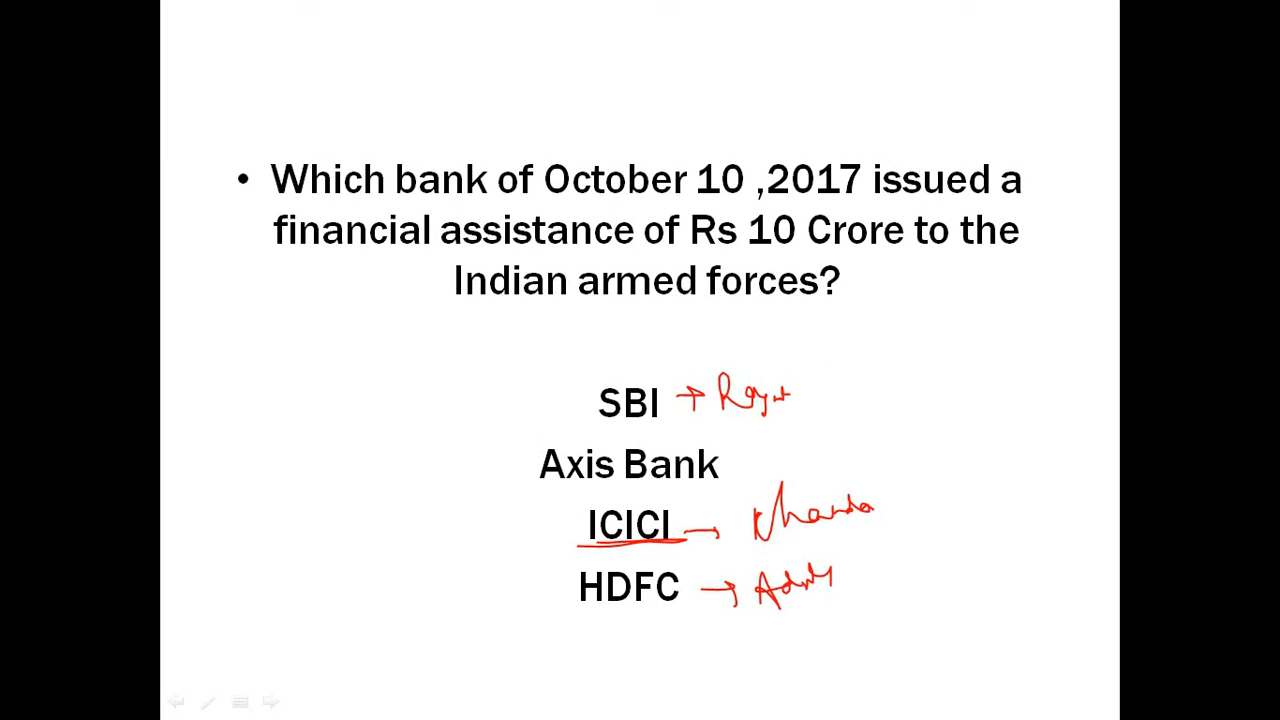 • Which bank of October 10 ,2017 issued a
financial assistance of Rs 10 Crore to the
Indian armed forces?
SBI →
Axis Bank
ICICI →
HDFC →